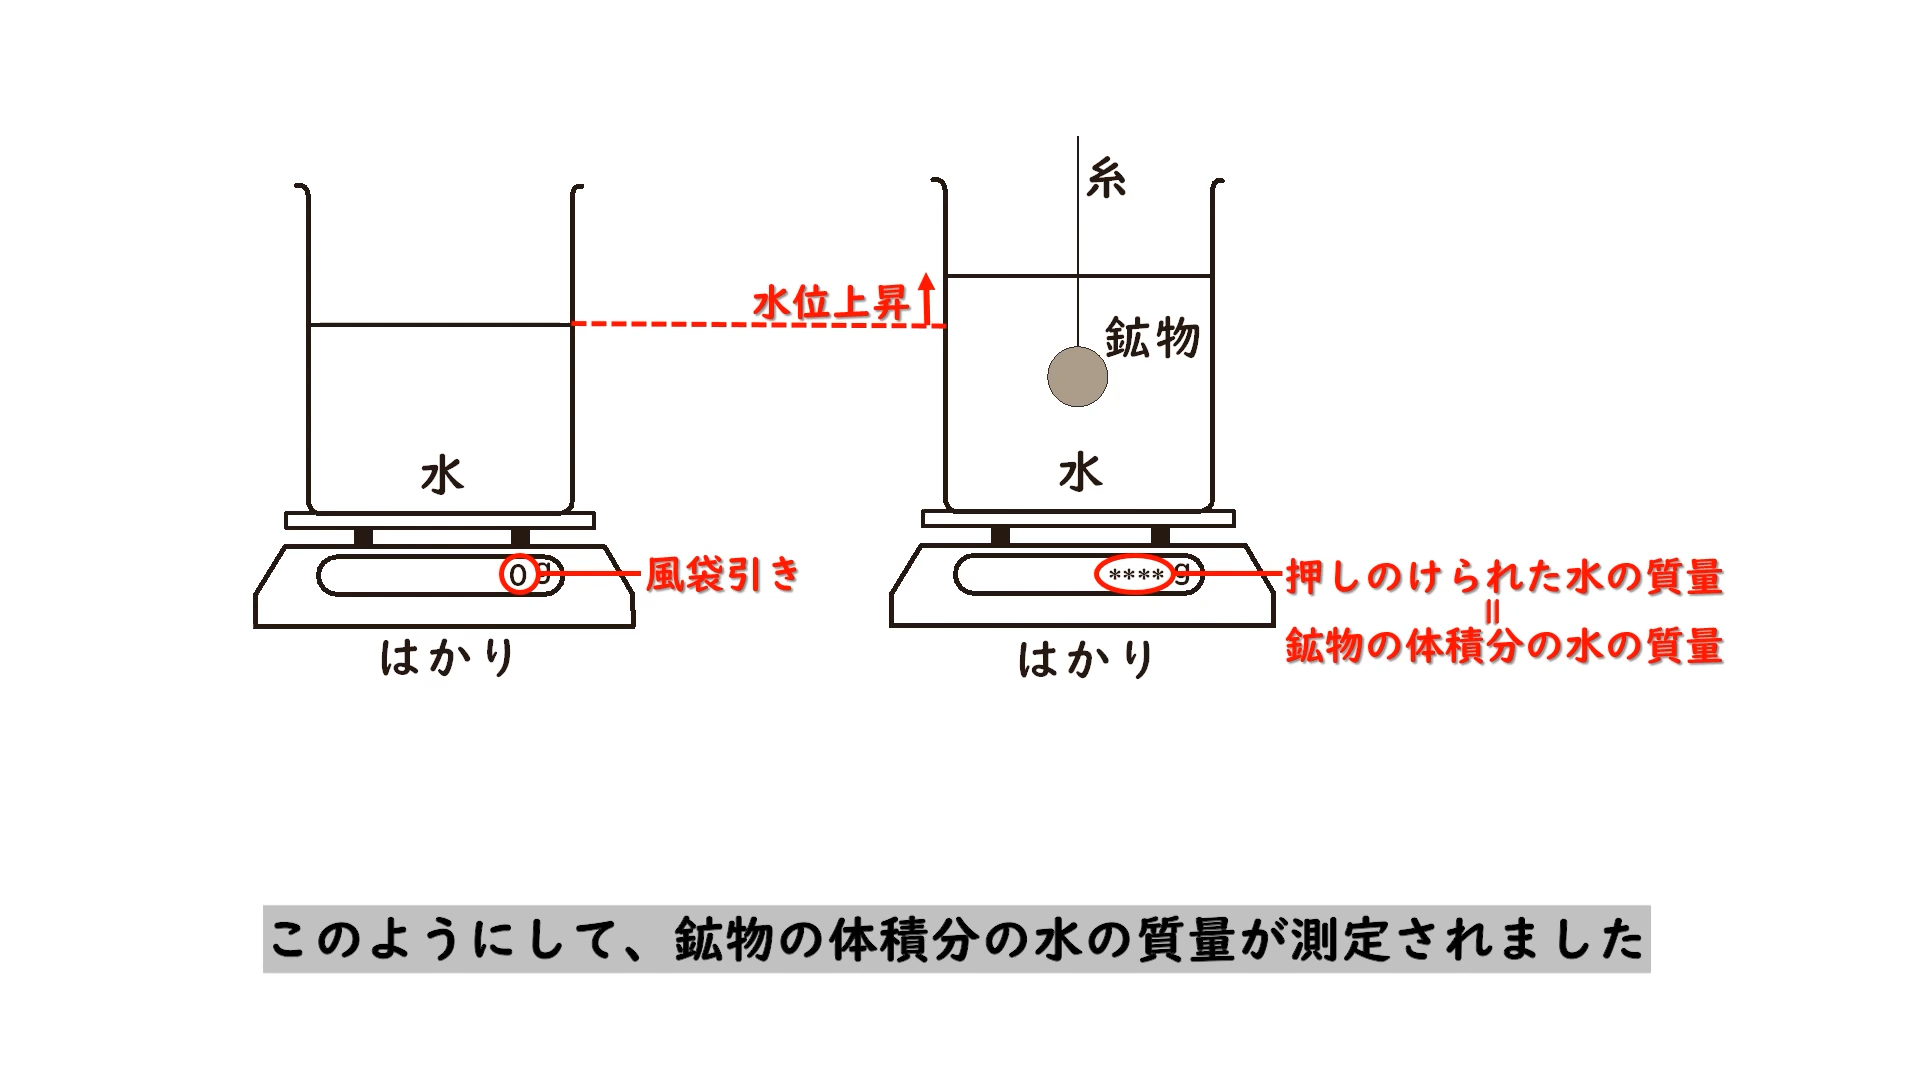 糸
水位上昇
鉱物
水
水
0g
風袋引き
****g
押しのけられた水の質量
=
鉱物の体積分の水の質量
はかり
はかり
このようにして、鉱物の体積分の水の質量が測定されました